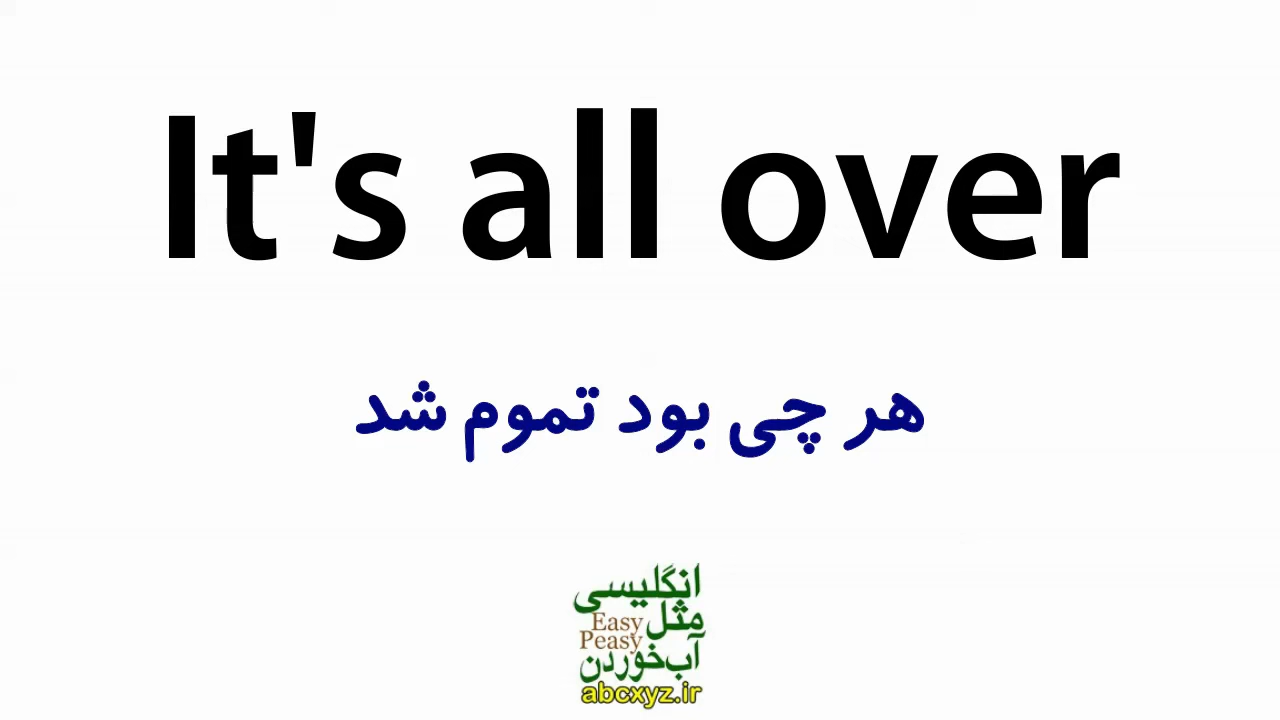 It's all over
هر چی بود تموم شد
انگلیسی
مثل
Easy
Peasy
آب‌خوردن
abcxyz.ir